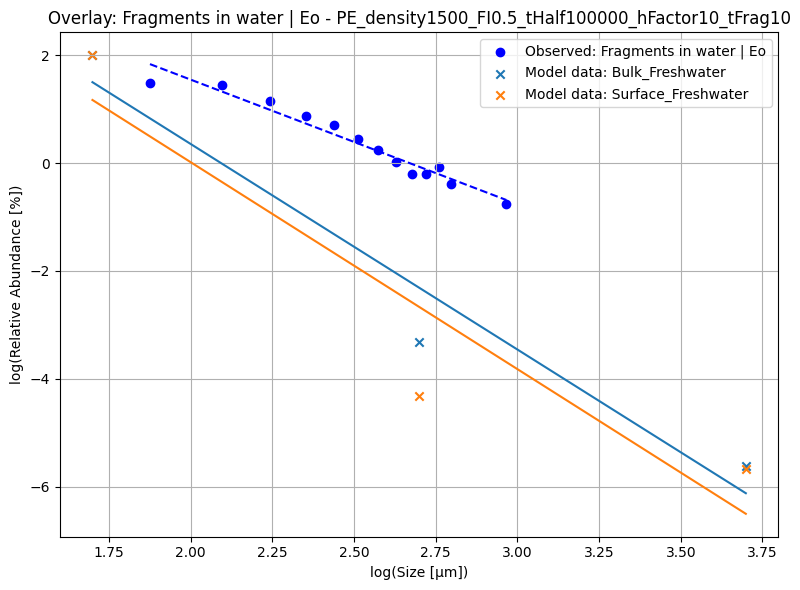 Overlay: Fragments in water | Eo - PE_density1500_FI0.5_tHalf100000_hFactor10_tFrag10
Observed: Fragments in water | Eo
Model data: Bulk_Freshwater
Model data: Surface_Freshwater
log(Relative Abundance [%])
2
0
−2
−4
−6
1.75 2.00 2.25 2.50 2.75 3.00 3.25 3.50 3.75
log(Size [µm])